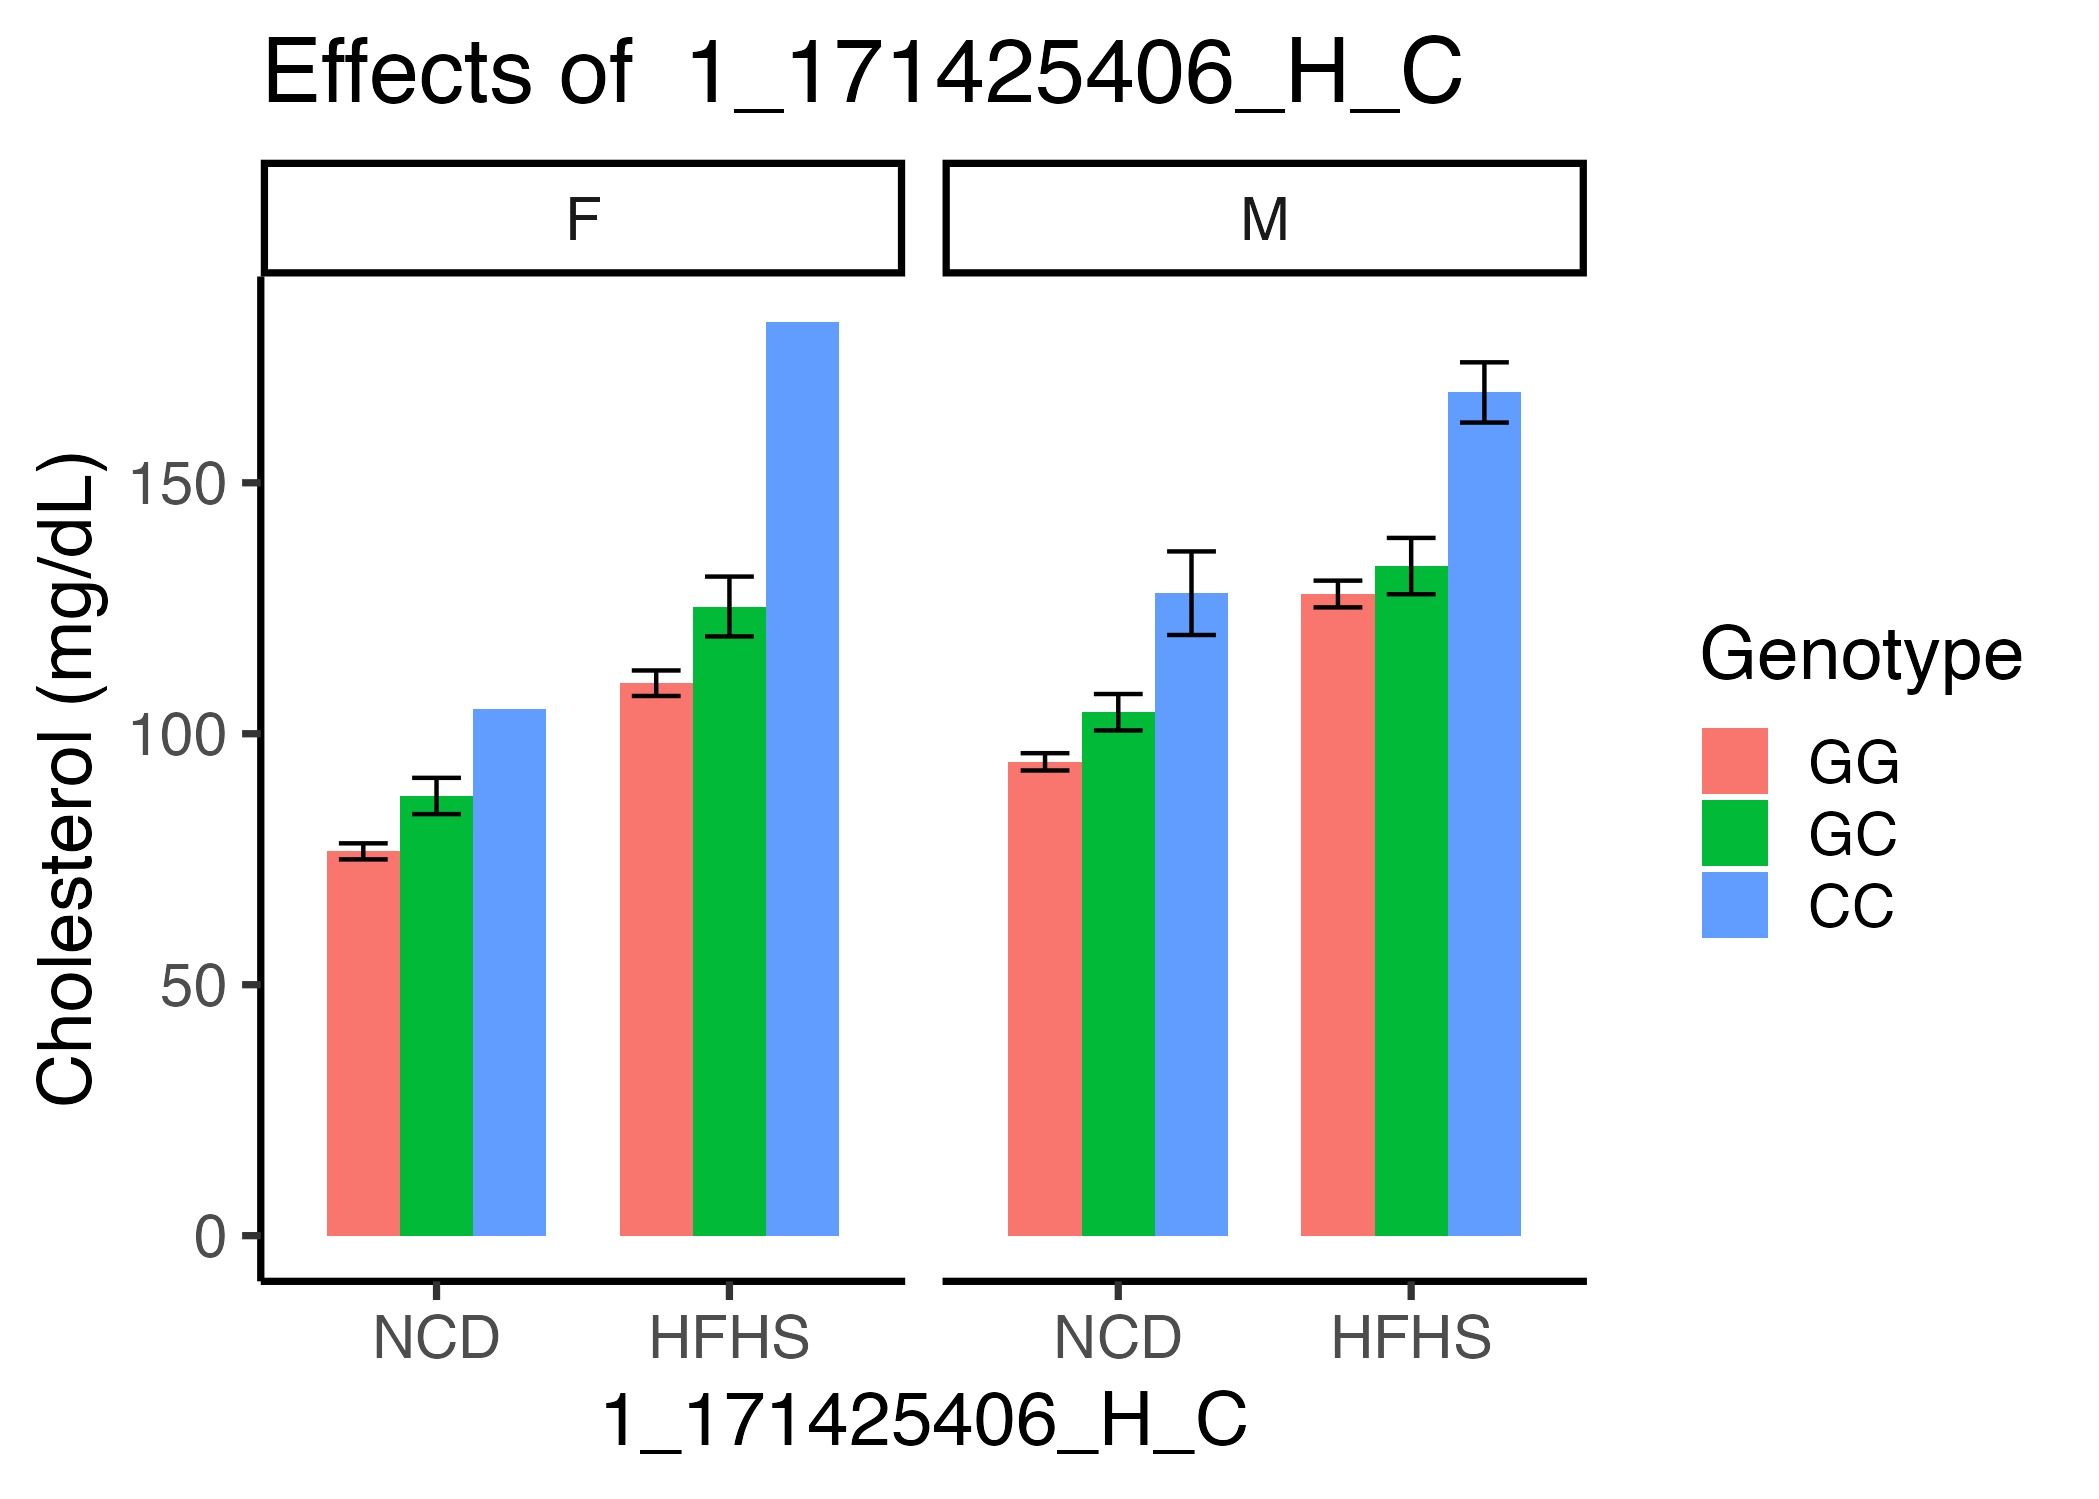 Effects of  1_171425406_H_C
F
M
Cholesterol (mg/dL)
150
100
50
0
NCD
HFHS
NCD
HFHS
1_171425406_H_C
Genotype
GG
GC
CC